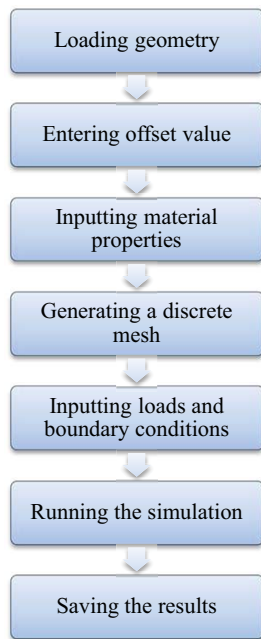 Loading geometry
Entering offset value
Inputting material
properties
Generating a discrete
mesh
Inputting loads and
boundary conditions
Running the simulation
Saving the results